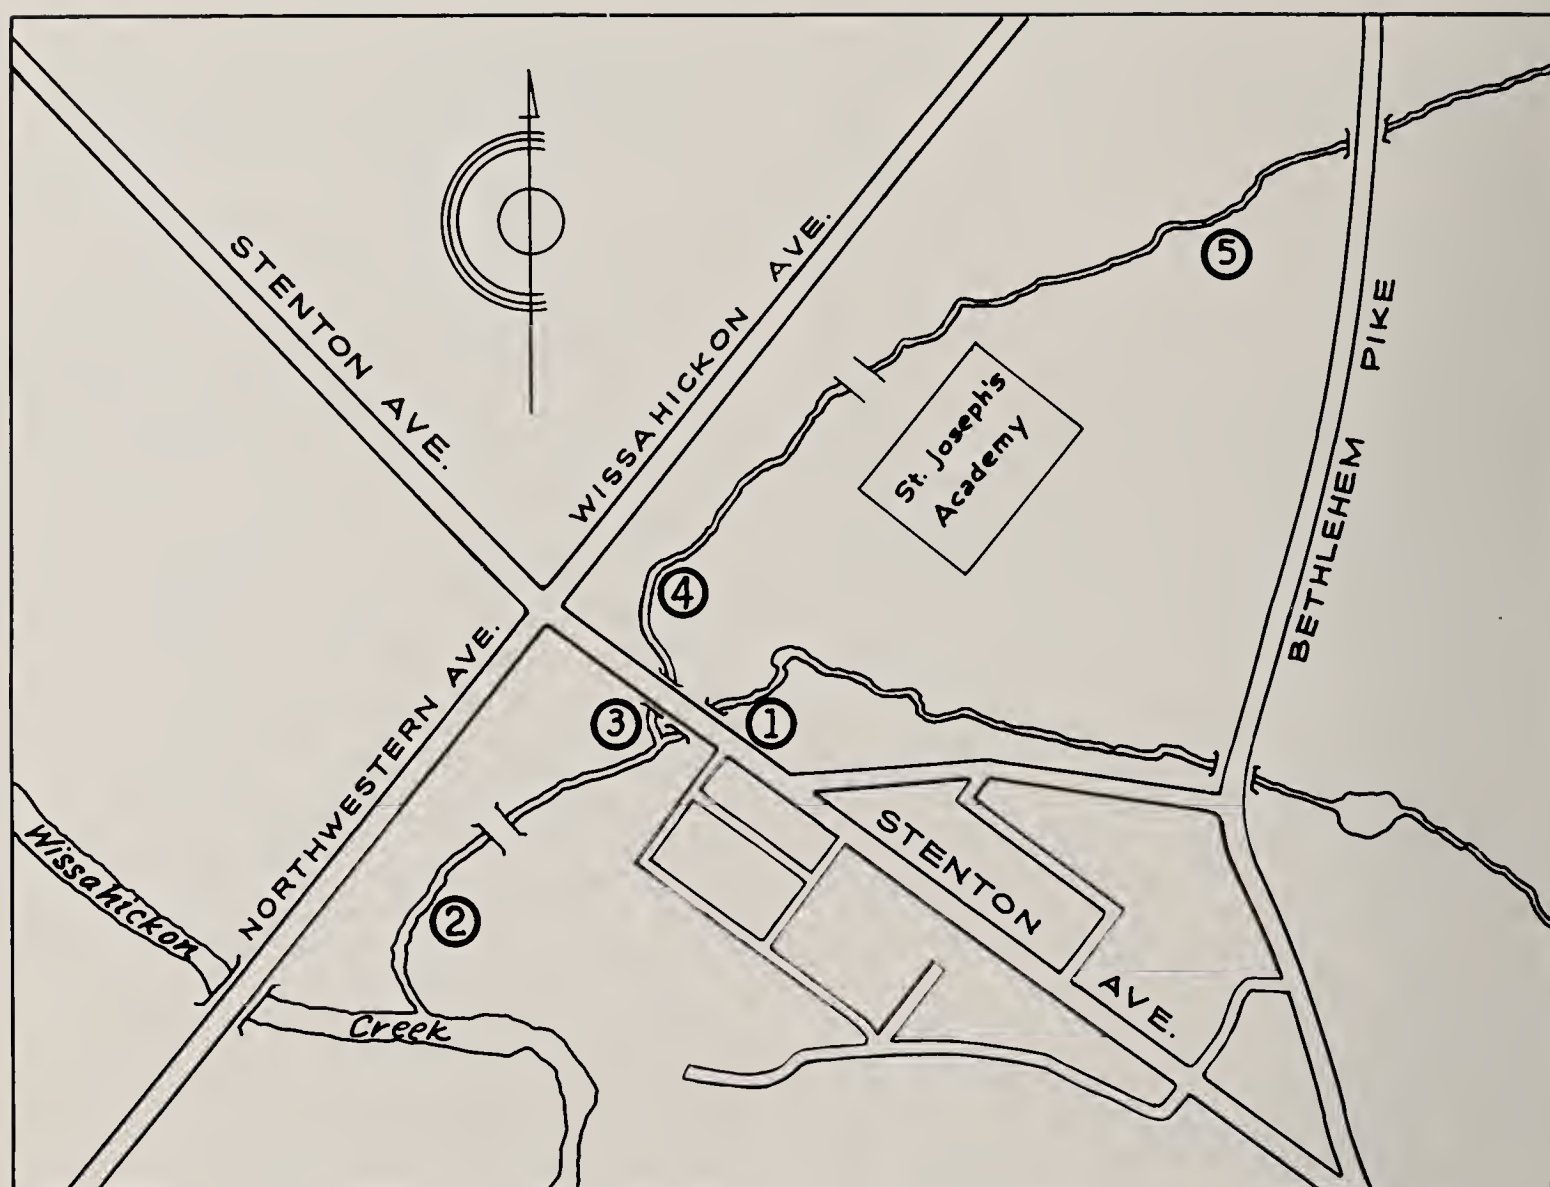 STENTON AVE.
WISSAHICKON AVE.
5
BETHLEHEM PIKE
St. Joseph's
Academy
4
NORTHWESTERN AVE.
3
1
STENTON AVE.
2
Wissahickon
Creek